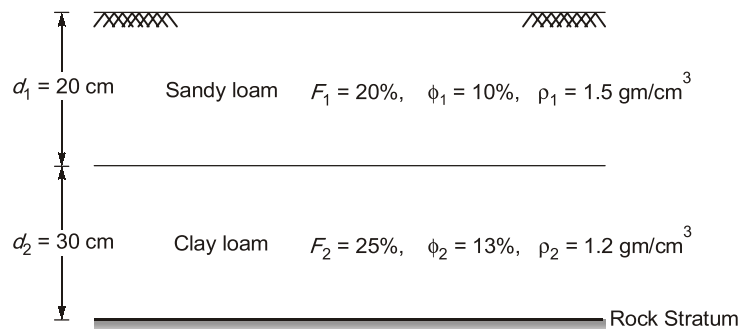 d₁ = 20 cm Sandy loam F₁ = 20%, ϕ₁ = 10%, ρ₁ = 1.5 gm/cm³
d₂ = 30 cm Clay loam F₂ = 25%, ϕ₂ = 13%, ρ₂ = 1.2 gm/cm³
Rock Stratum